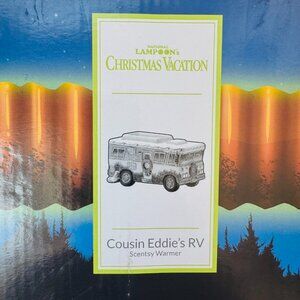 NATIONAL
LAMPOON's
CHRISTMAS VACATION
Cousin Eddie's RV
Scentsy Warmer